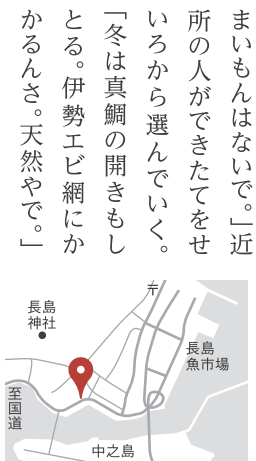 まいもんはないで。」近
所の人ができたてをせ
いろから選んでいく。
「冬は真鯛の開きもし
とる。伊勢エビ網にか
かるんさ。天然やで。」
〒
長島
神社
長島
魚市場
至国道
中之島